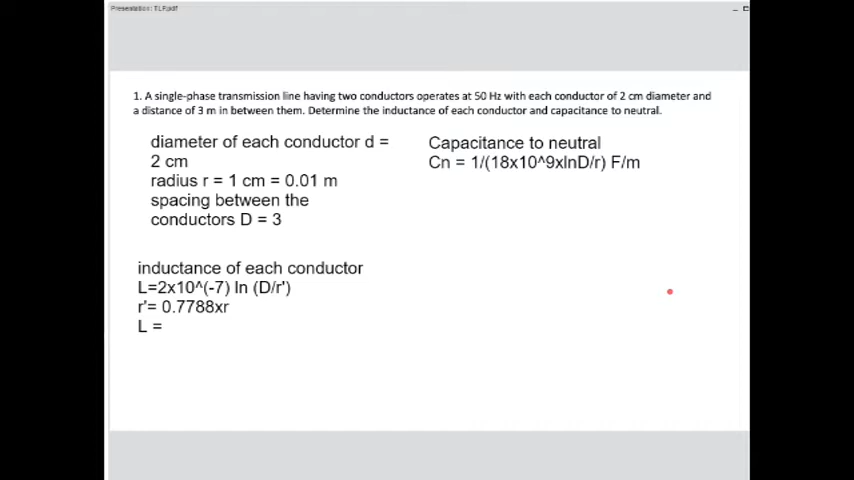 Presentation: TLP.pdf
1. A single-phase transmission line having two conductors operates at 50 Hz with each conductor of 2 cm diameter and
a distance of 3 m in between them. Determine the inductance of each conductor and capacitance to neutral.
diameter of each conductor d =
2 cm
radius r = 1 cm = 0.01 m
spacing between the
conductors D = 3
inductance of each conductor
L=2x10^(-7) ln (D/r')
r'= 0.7788xr
L =
Capacitance to neutral
Cn = 1/(18x10^9xlnD/r) F/m